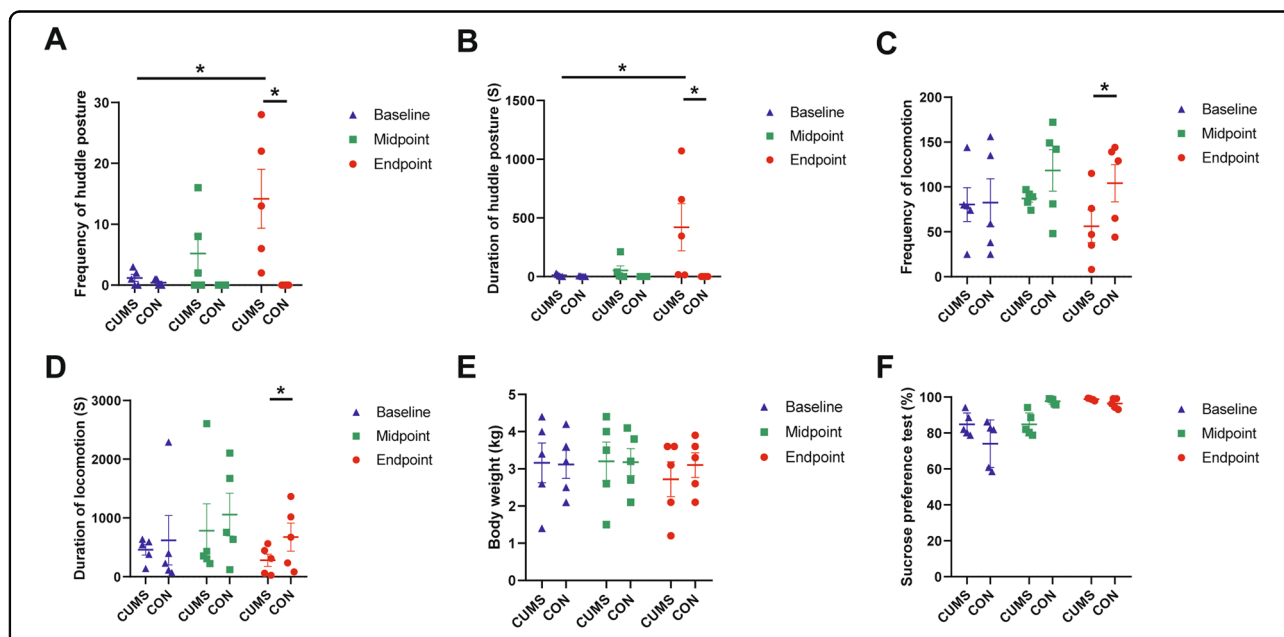 A
Frequency of huddle posture
*
*
30
20
10
0
CUMS CON CUMS CON CUMS CON
Baseline
Midpoint
Endpoint
B
Duration of huddle posture (S)
*
*
1500
1000
500
0
CUMS CON CUMS CON CUMS CON
Baseline
Midpoint
Endpoint
C
Frequency of locomotion
*
200
150
100
50
0
CUMS CON CUMS CON CUMS CON
Baseline
Midpoint
Endpoint
D
Duration of locomotion (S)
*
3000
2000
1000
0
CUMS CON CUMS CON CUMS CON
Baseline
Midpoint
Endpoint
E
Body weight (kg)
5
4
3
2
1
0
CUMS CON CUMS CON CUMS CON
Baseline
Midpoint
Endpoint
F
Sucrose preference test (%)
100
80
60
40
20
0
CUMS CON CUMS CON CUMS CON
Baseline
Midpoint
Endpoint